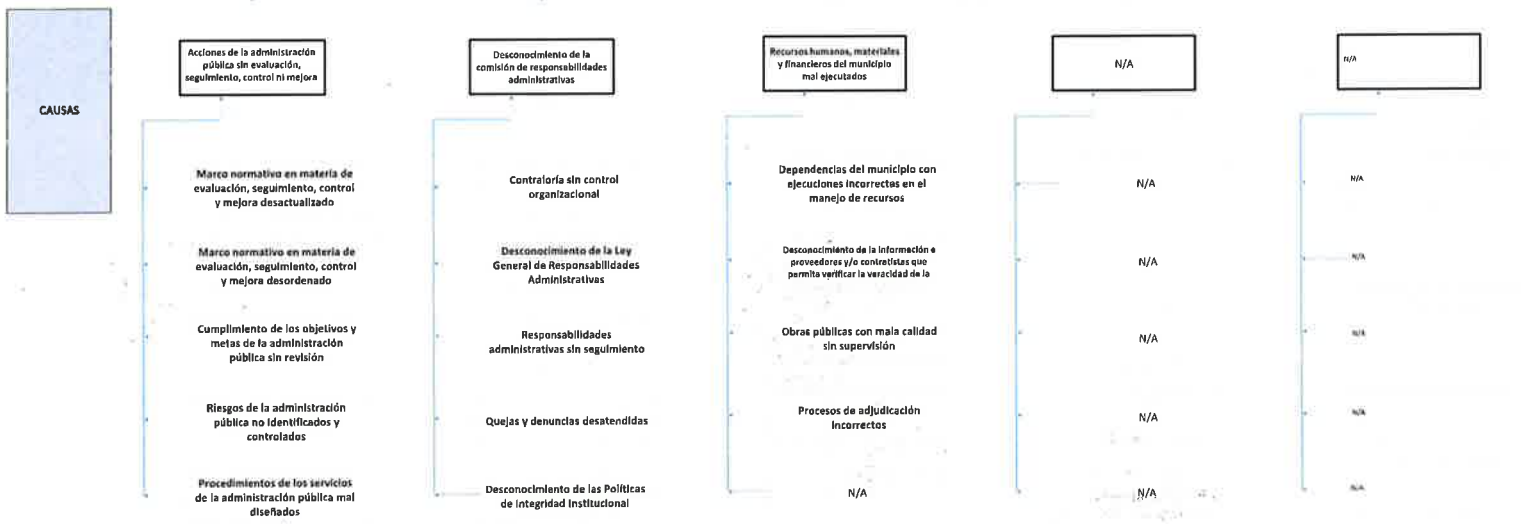 CAUSAS
Acciones de la administración
pública sin evaluación,
seguimiento, control ni mejora
Marco normativo en materia de
evaluación, seguimiento, control
y mejora desactualizado
Marco normativo en materia de
evaluación, seguimiento, control
y mejora desordenado
Cumplimiento de los objetivos y
metas de la administración
pública sin revisión
Riesgos de la administración
pública no identificados y
controlados
Procedimientos de los servicios
de la administración pública mal
diseñados
Desconocimiento de la
comisión de responsabilidades
administrativas
Contraloría sin control
organizacional
Desconocimiento de la Ley
General de Responsabilidades
Administrativas
Responsabilidades
administrativas sin seguimiento
Quejas y denuncias desatendidas
Desconocimiento de las Políticas
de Integridad Institucional
Recursos humanos, materiales
y financieros del municipio
mal ejecutados
Dependencias del municipio con
ejecuciones incorrectas en el
manejo de recursos
Desconocimiento de la información e
proveedores y/o contratistas que
permita verificar la veracidad de la
Obras públicas con mala calidad
sin supervisión
Procesos de adjudicación
incorrectos
N/A
N/A
N/A
N/A
N/A
N/A
N/A
N/A
N/A
N/A
N/A
N/A
N/A